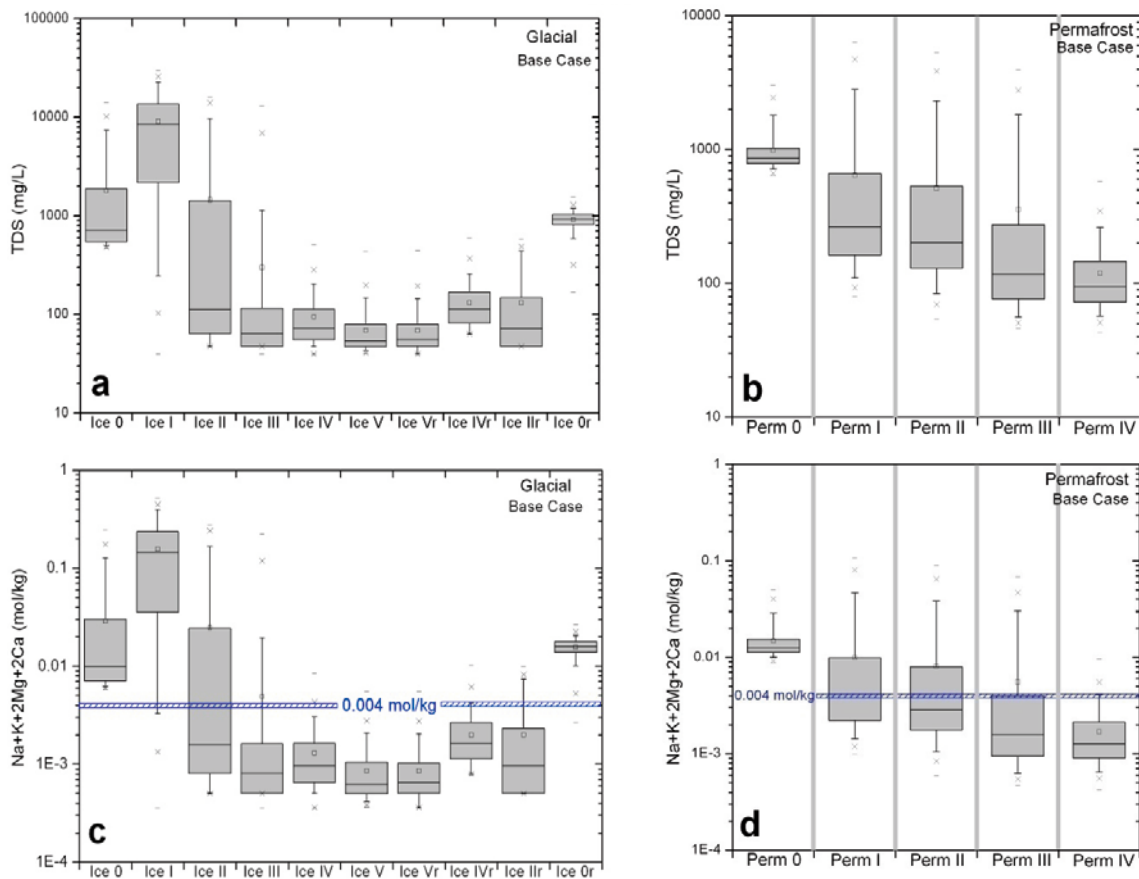 100000
10000
1000
100
10
TDS (mg/L)
Glacial
Base Case
a
Ice 0 Ice I Ice II Ice III Ice IV Ice V Ice Vr Ice IVr Ice IIr Ice 0r
10000
1000
100
10
TDS (mg/L)
Permafrost
Base Case
b
Perm 0 Perm I Perm II Perm III Perm IV
1
0.1
0.01
1E-3
1E-4
Na+K+2Mg+2Ca (mol/kg)
Glacial
Base Case
0.004 mol/kg
c
Ice 0 Ice I Ice II Ice III Ice IV Ice V Ice Vr Ice IVr Ice IIr Ice 0r
1
0.1
0.01
1E-3
1E-4
Na+K+2Mg+2Ca (mol/kg)
Permafrost
Base Case
0.004 mol/kg
d
Perm 0 Perm I Perm II Perm III Perm IV